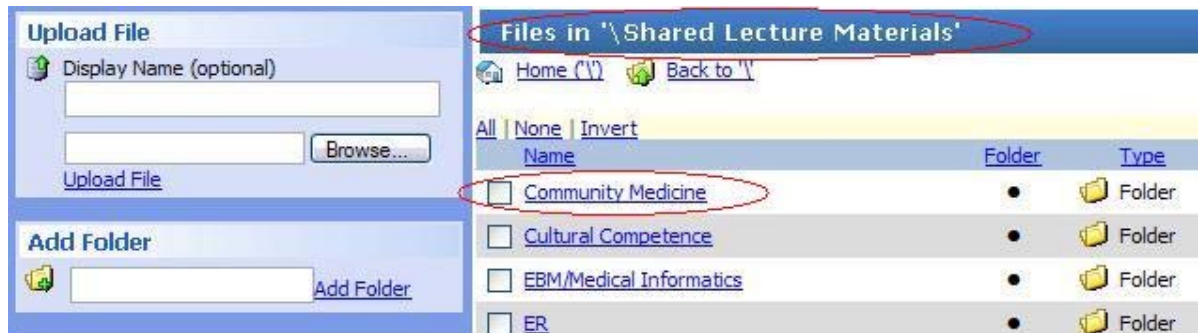 Upload File
Display Name (optional)
Browse...
Upload File
Add Folder
Add Folder
Files in '\Shared Lecture Materials'
Home ('\') Back to '\'
All | None | Invert
Name Folder Type
Community Medicine • Folder
Cultural Competence • Folder
EBM/Medical Informatics • Folder
ER • Folder